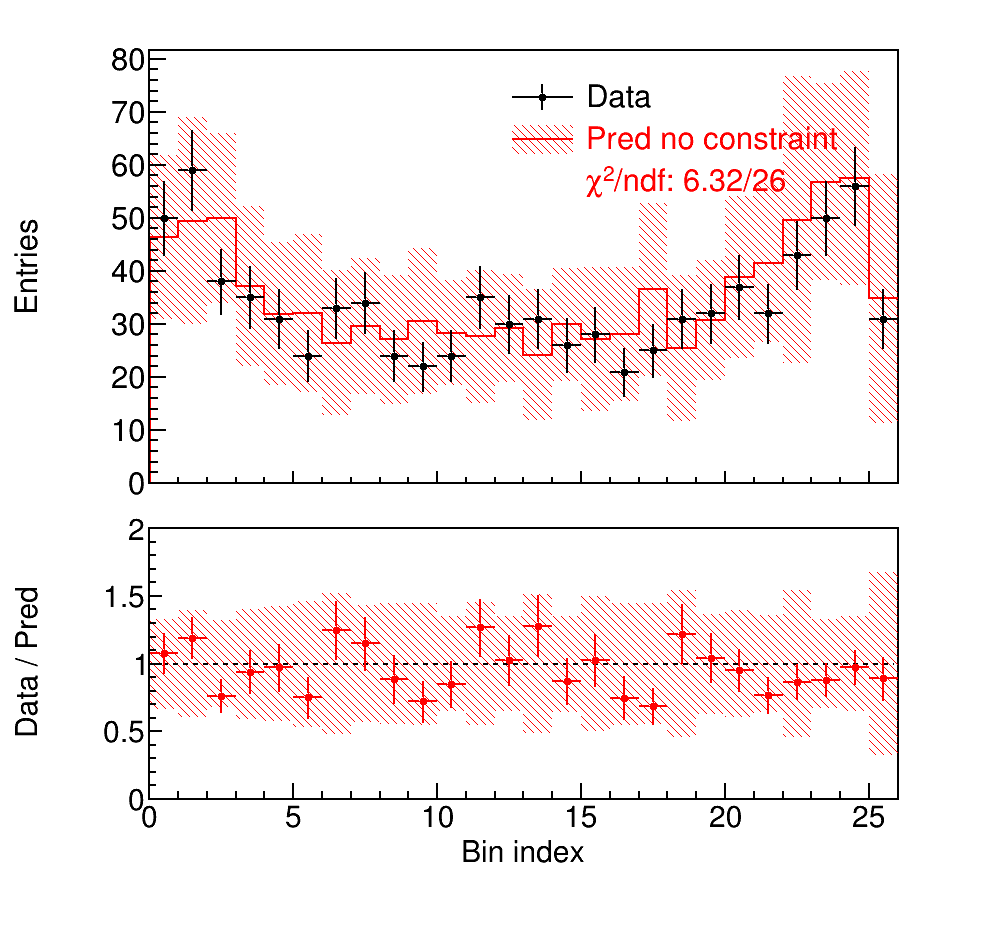 Entries
80
70
60
50
40
30
20
10
0
Data
Pred no constraint
χ²/ndf: 6.32/26
Data / Pred
2
1.5
1
0.5
0
0 5 10 15 20 25
Bin index